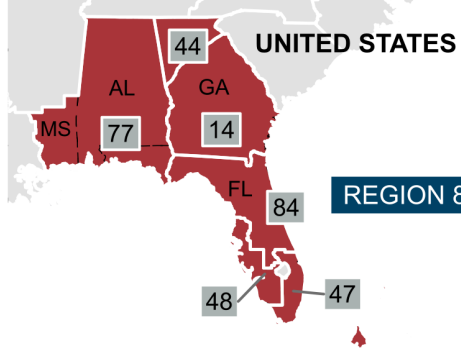 44
UNITED STATES
AL
GA
MS
77
14
FL
84
REGION 8
48
47